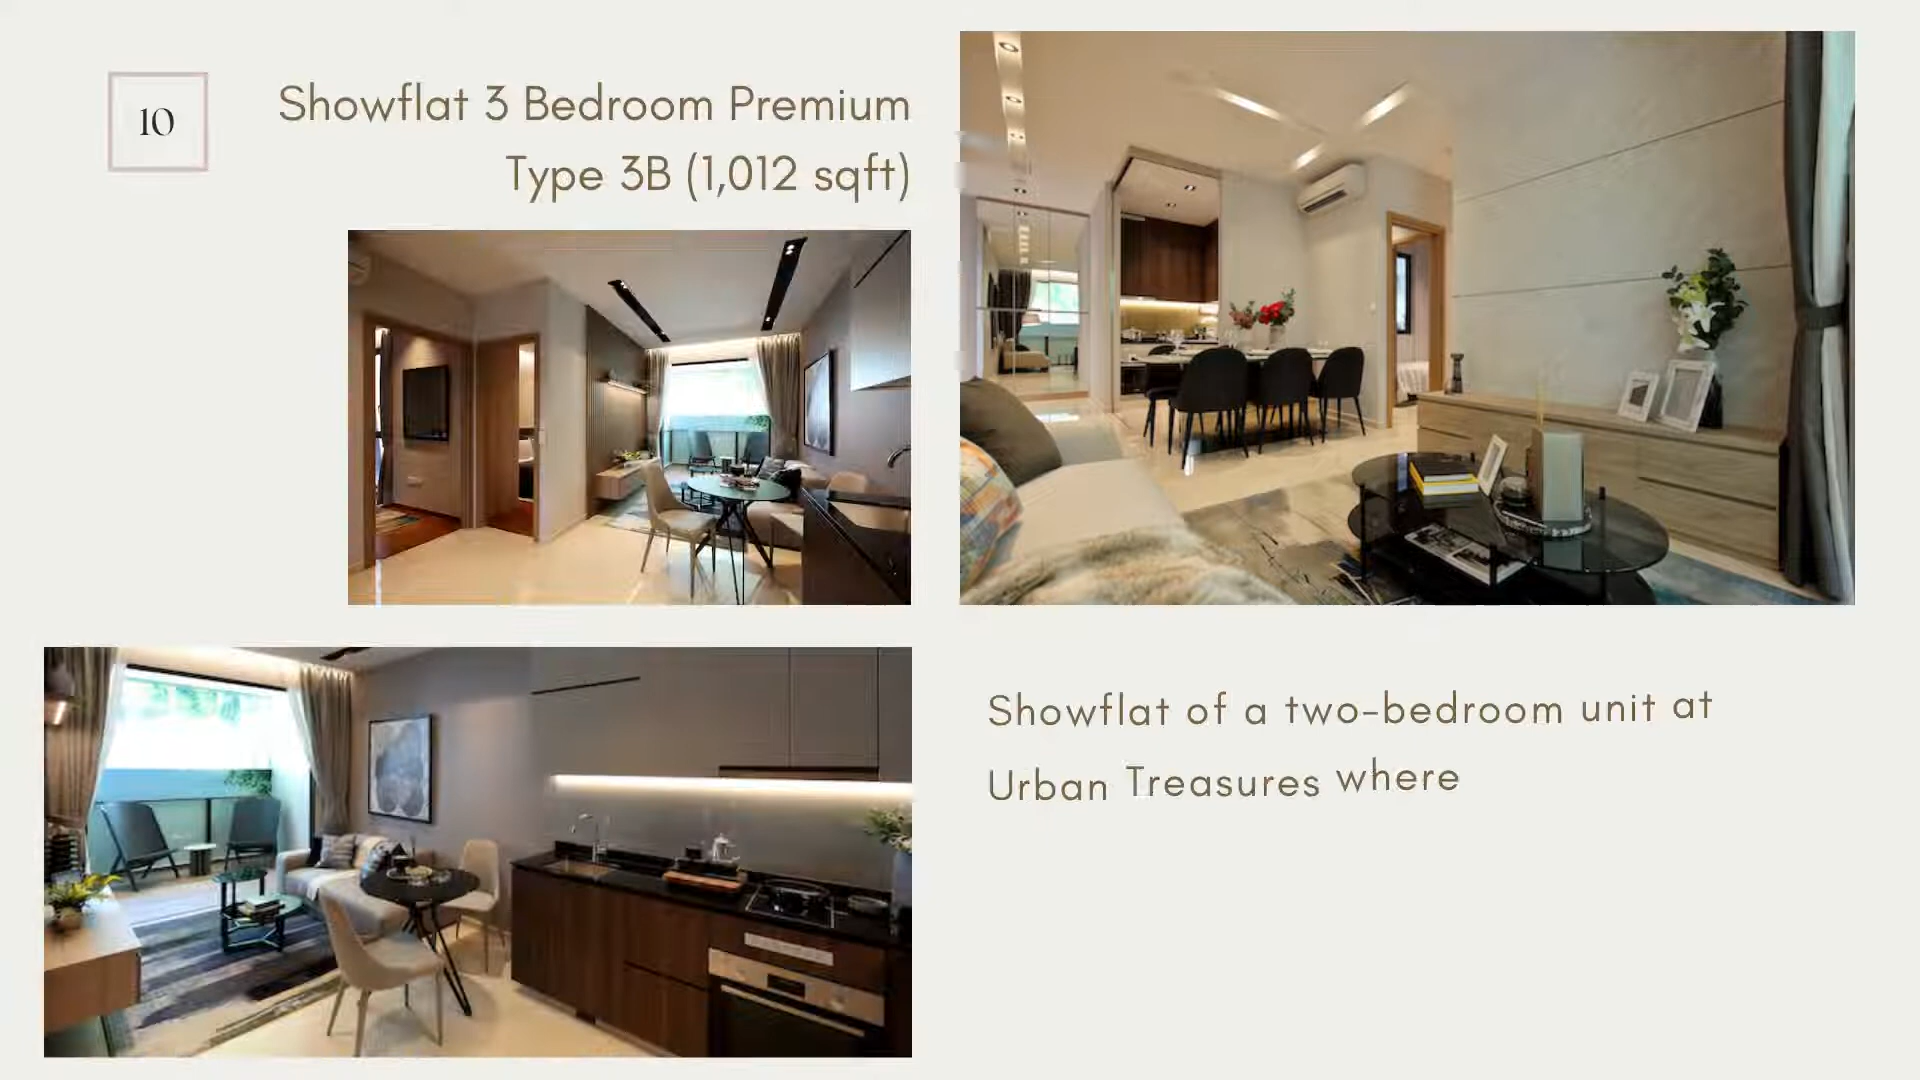 10
Showflat 3 Bedroom Premium
Type 3B (1,012 sqft)
Showflat of a two-bedroom unit at
Urban Treasures where